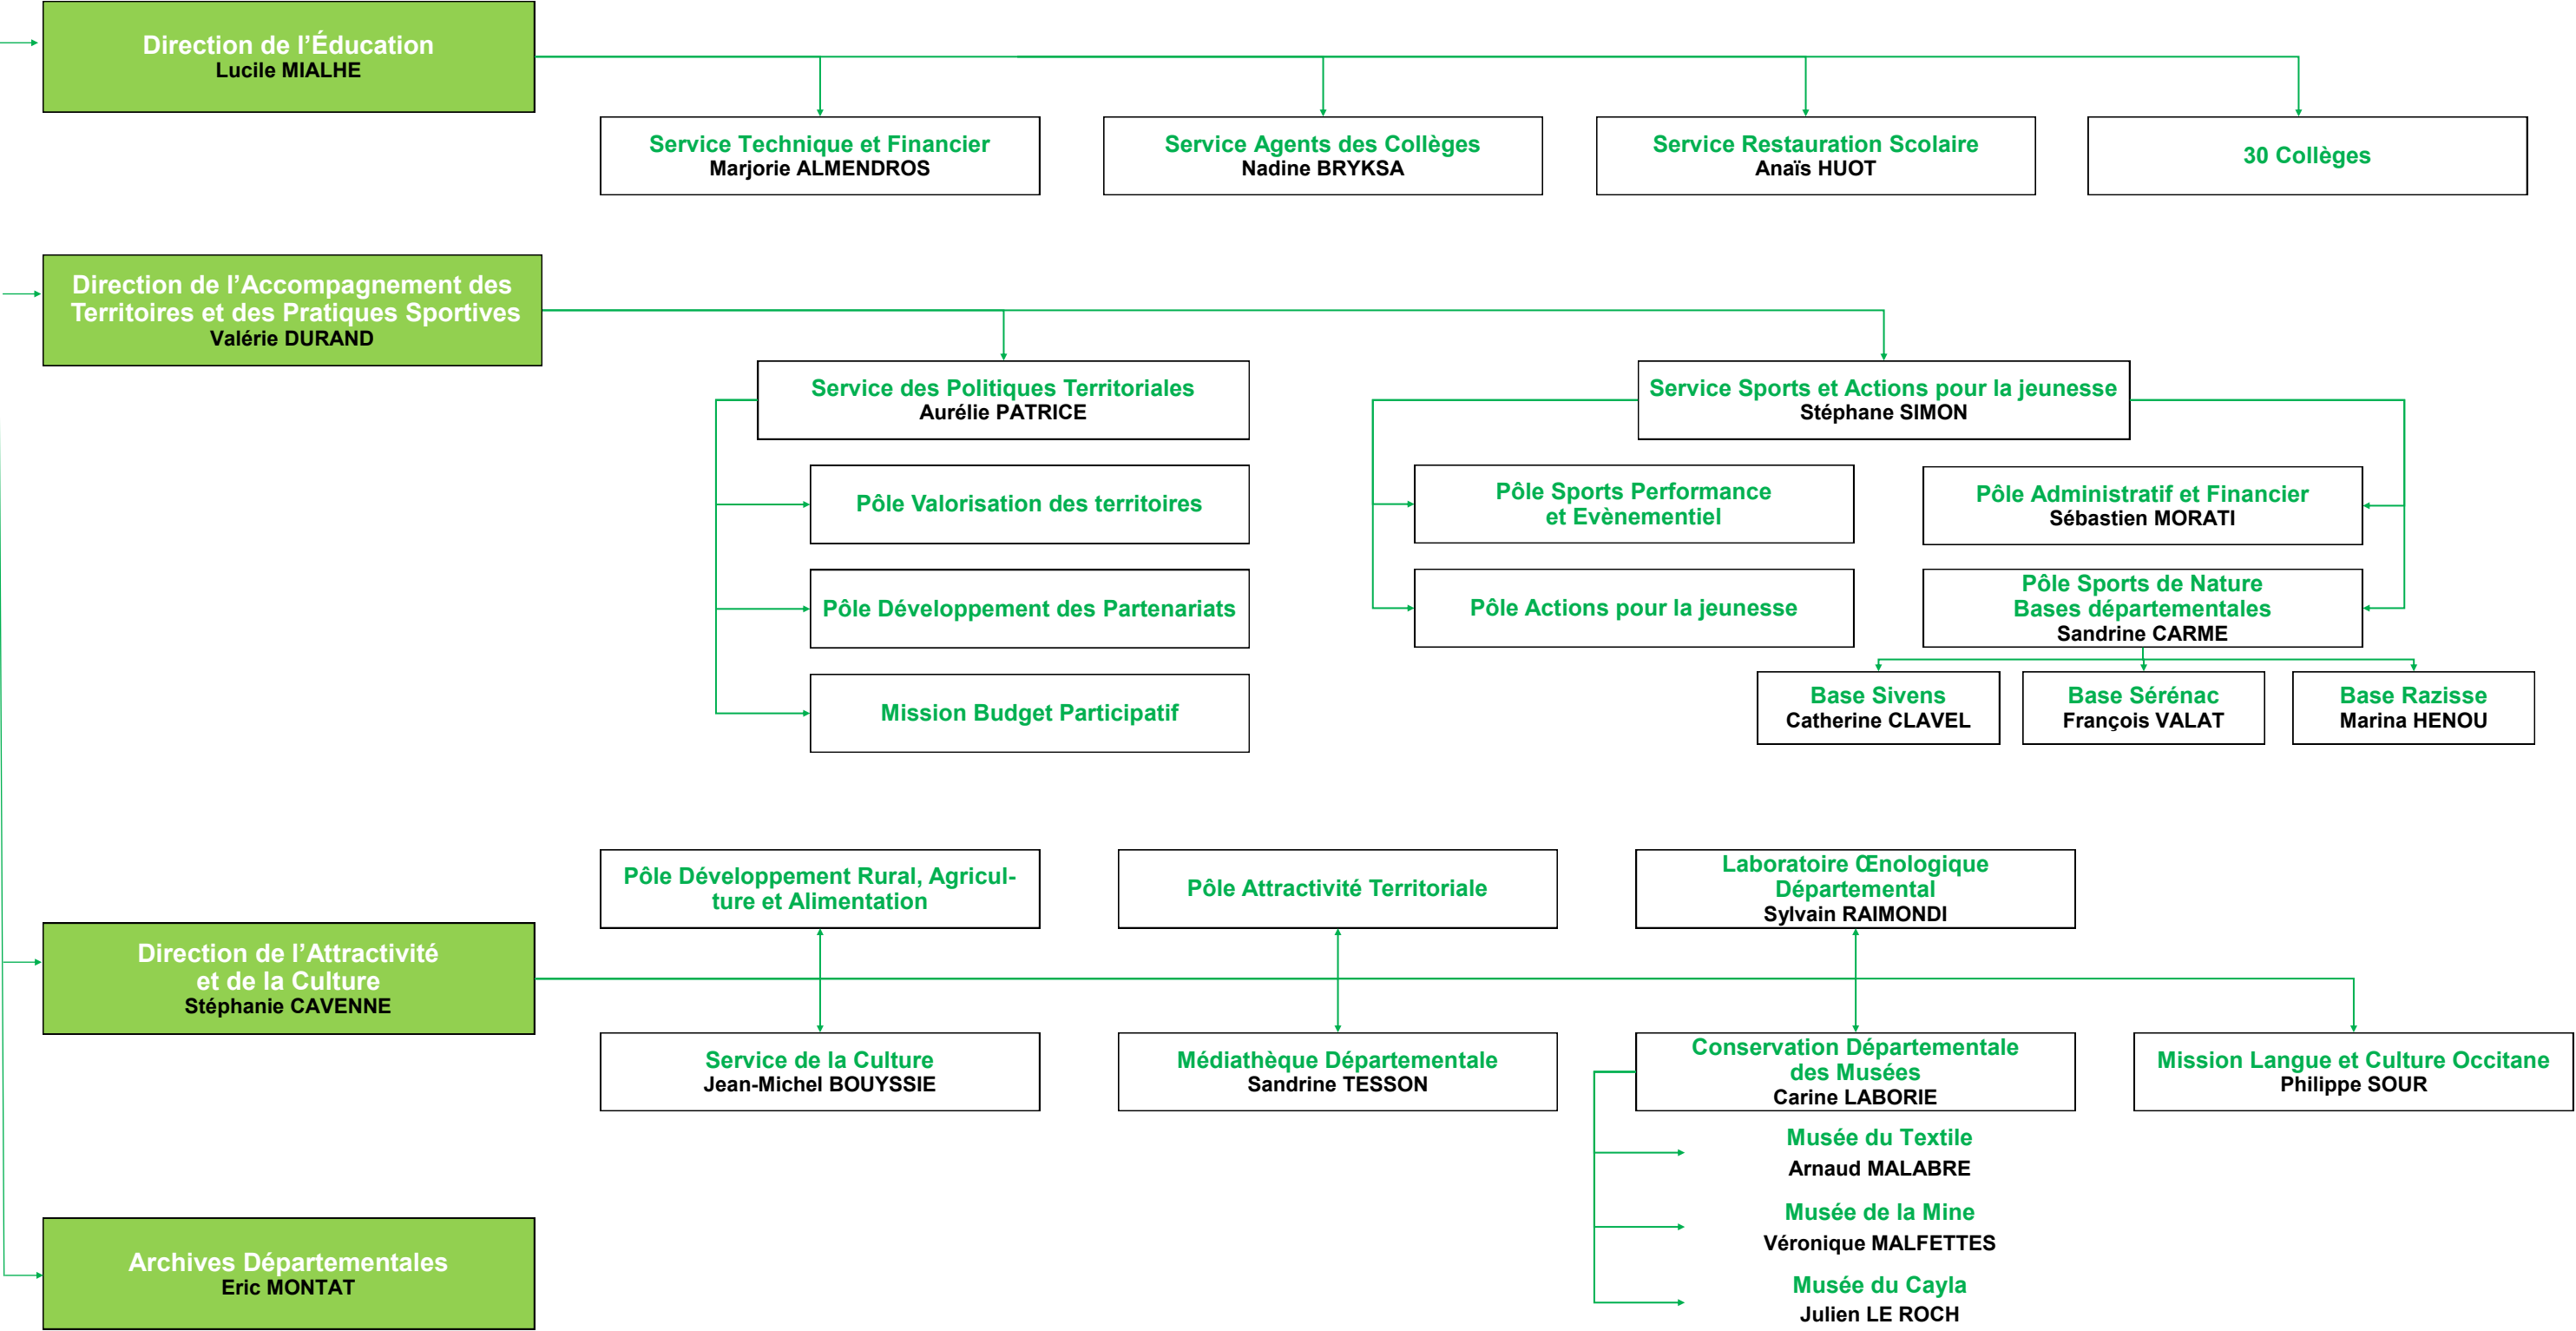 Direction de l’Éducation
Lucile MIALHE
Service Technique et Financier
Marjorie ALMENDROS
Service Agents des Collèges
Nadine BRYKSA
Service Restauration Scolaire
Anaïs HUOT
30 Collèges
Direction de l’Accompagnement des
Territoires et des Pratiques Sportives
Valérie DURAND
Service des Politiques Territoriales
Aurélie PATRICE
Pôle Valorisation des territoires
Pôle Développement des Partenariats
Mission Budget Participatif
Service Sports et Actions pour la jeunesse
Stéphane SIMON
Pôle Sports Performance
et Evènementiel
Pôle Actions pour la jeunesse
Pôle Administratif et Financier
Sébastien MORATI
Pôle Sports de Nature
Bases départementales
Sandrine CARME
Base Sivens
Catherine CLAVEL
Base Sérénac
François VALAT
Base Razisse
Marina HENOU
Direction de l’Attractivité
et de la Culture
Stéphanie CAVENNE
Pôle Développement Rural, Agricul-
ture et Alimentation
Pôle Attractivité Territoriale
Laboratoire Œnologique
Départemental
Sylvain RAIMONDI
Service de la Culture
Jean-Michel BOUYSSIE
Médiathèque Départementale
Sandrine TESSON
Conservation Départementale
des Musées
Carine LABORIE
Mission Langue et Culture Occitane
Philippe SOUR
Musée du Textile
Arnaud MALABRE
Musée de la Mine
Véronique MALFETTES
Musée du Cayla
Julien LE ROCH
Archives Départementales
Eric MONTAT